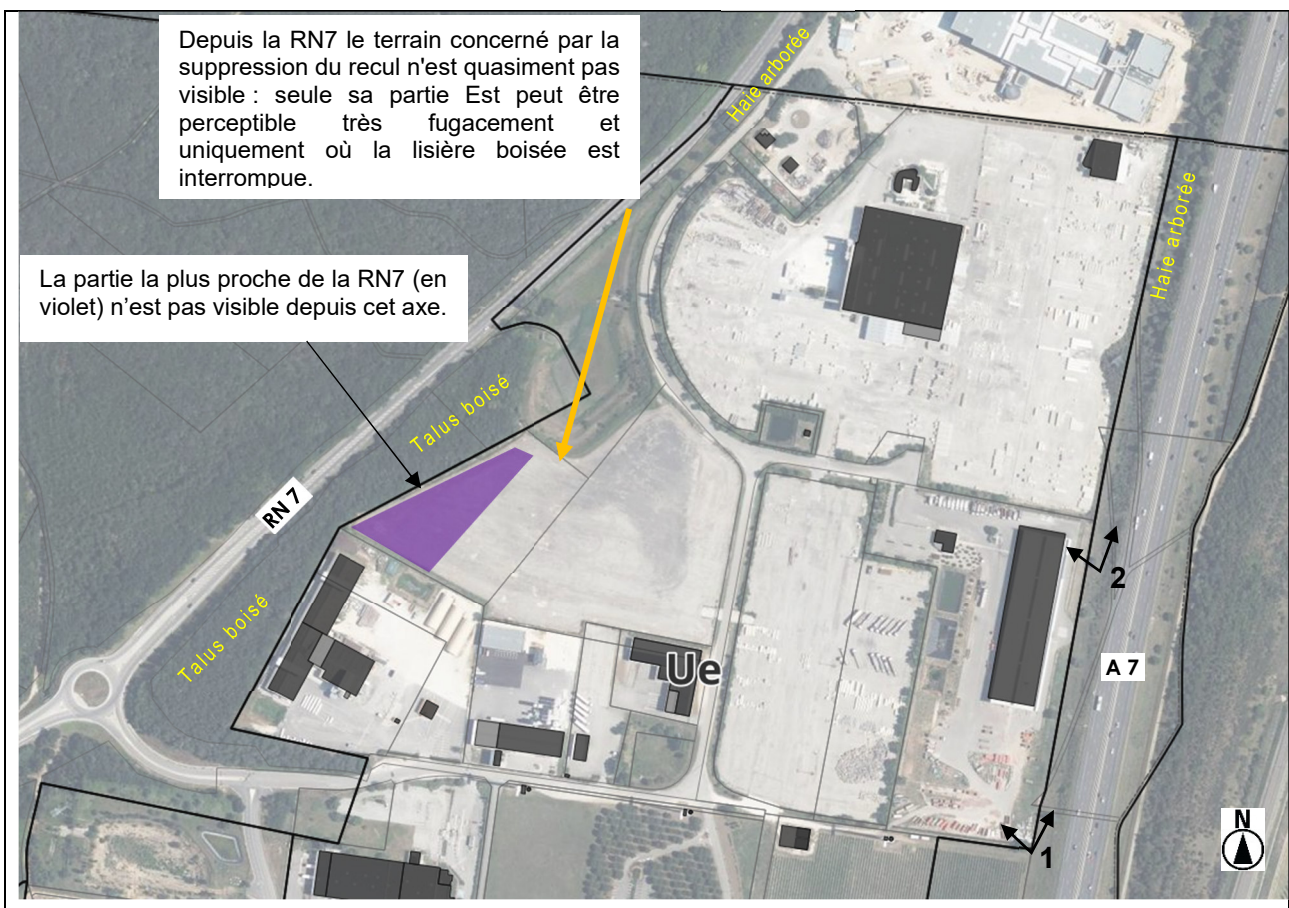 Depuis la RN7 le terrain concerné par la
suppression du recul n'est quasiment pas
visible : seule sa partie Est peut être
perceptible très fugacement et
uniquement où la lisière boisée est
interrompue.
Haie arborée
Haie arborée
La partie la plus proche de la RN7 (en
violet) n’est pas visible depuis cet axe.
Talus boisé
RN 7
Talus boisé
Ue
2
A 7
1
N